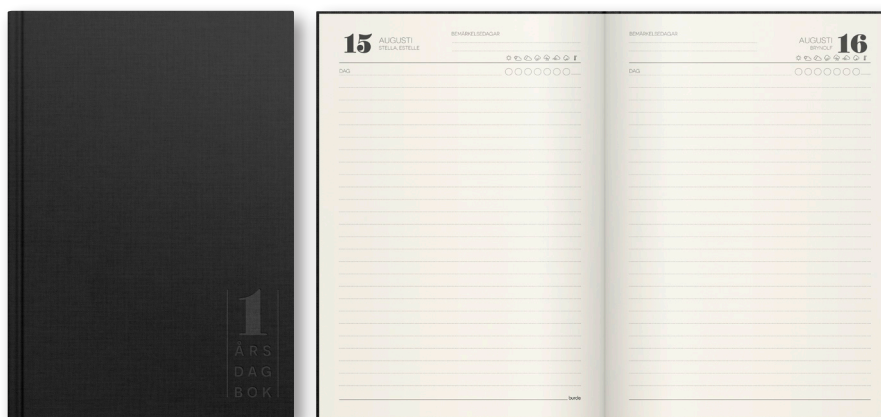 1
ÅRS
DAG
BOK
15 AUGUSTI
STELLA, ESTELLE
BEMÄRKELSEDAGAR
DAG
burde
BEMÄRKELSEDAGAR
AUGUSTI 16
BRYNOLF
DAG